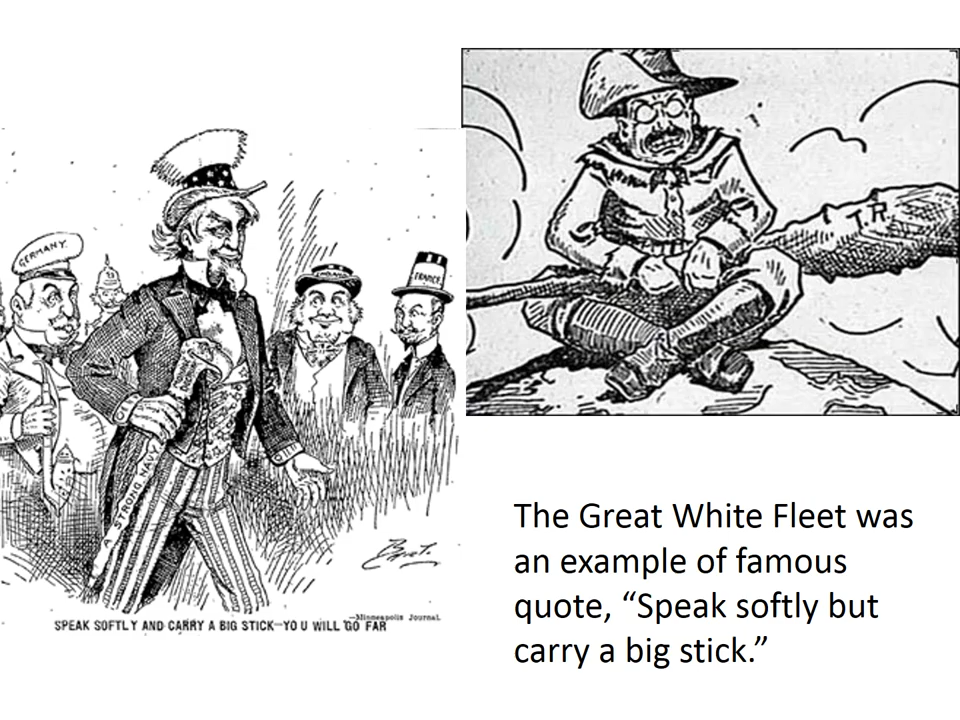 GERMANY.
FRANCE
A STRONG NAVY
—Minneapolis Journal.
SPEAK SOFTLY AND CARRY A BIG STICK—YOU WILL GO FAR
T.R.
The Great White Fleet was
an example of famous
quote, “Speak softly but
carry a big stick.”